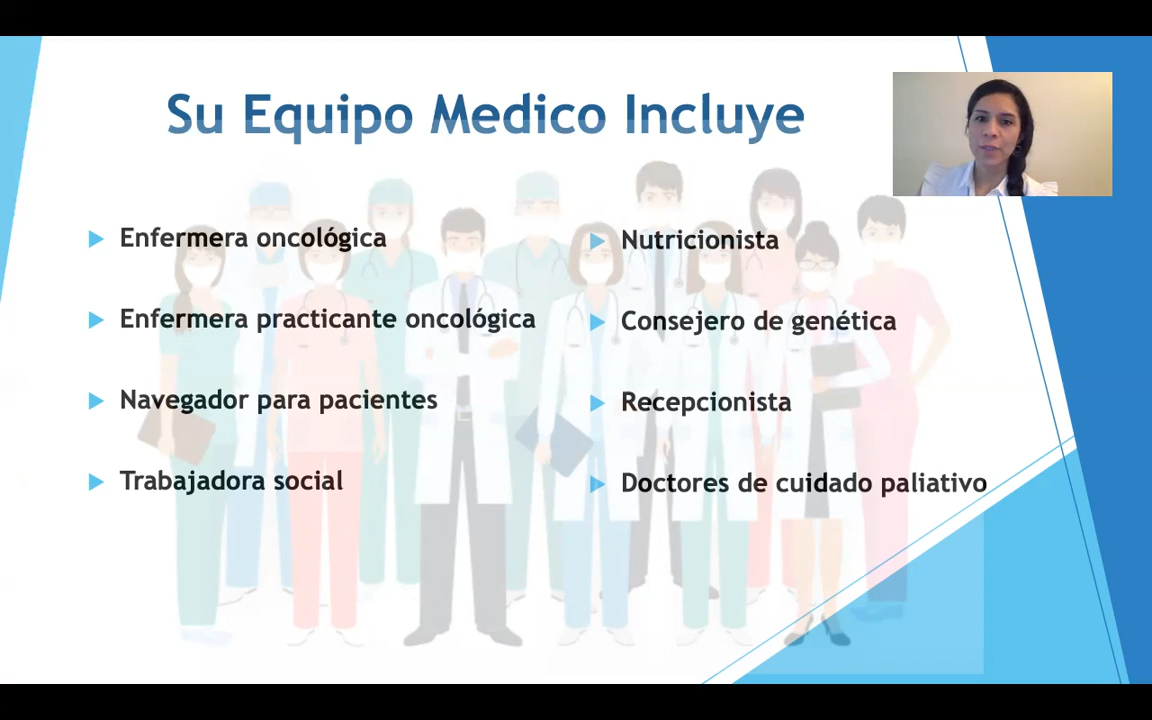 Su Equipo Medico Incluye
Enfermera oncológica
Enfermera practicante oncológica
Navegador para pacientes
Trabajadora social
Nutricionista
Consejero de genética
Recepcionista
Doctores de cuidado paliativo